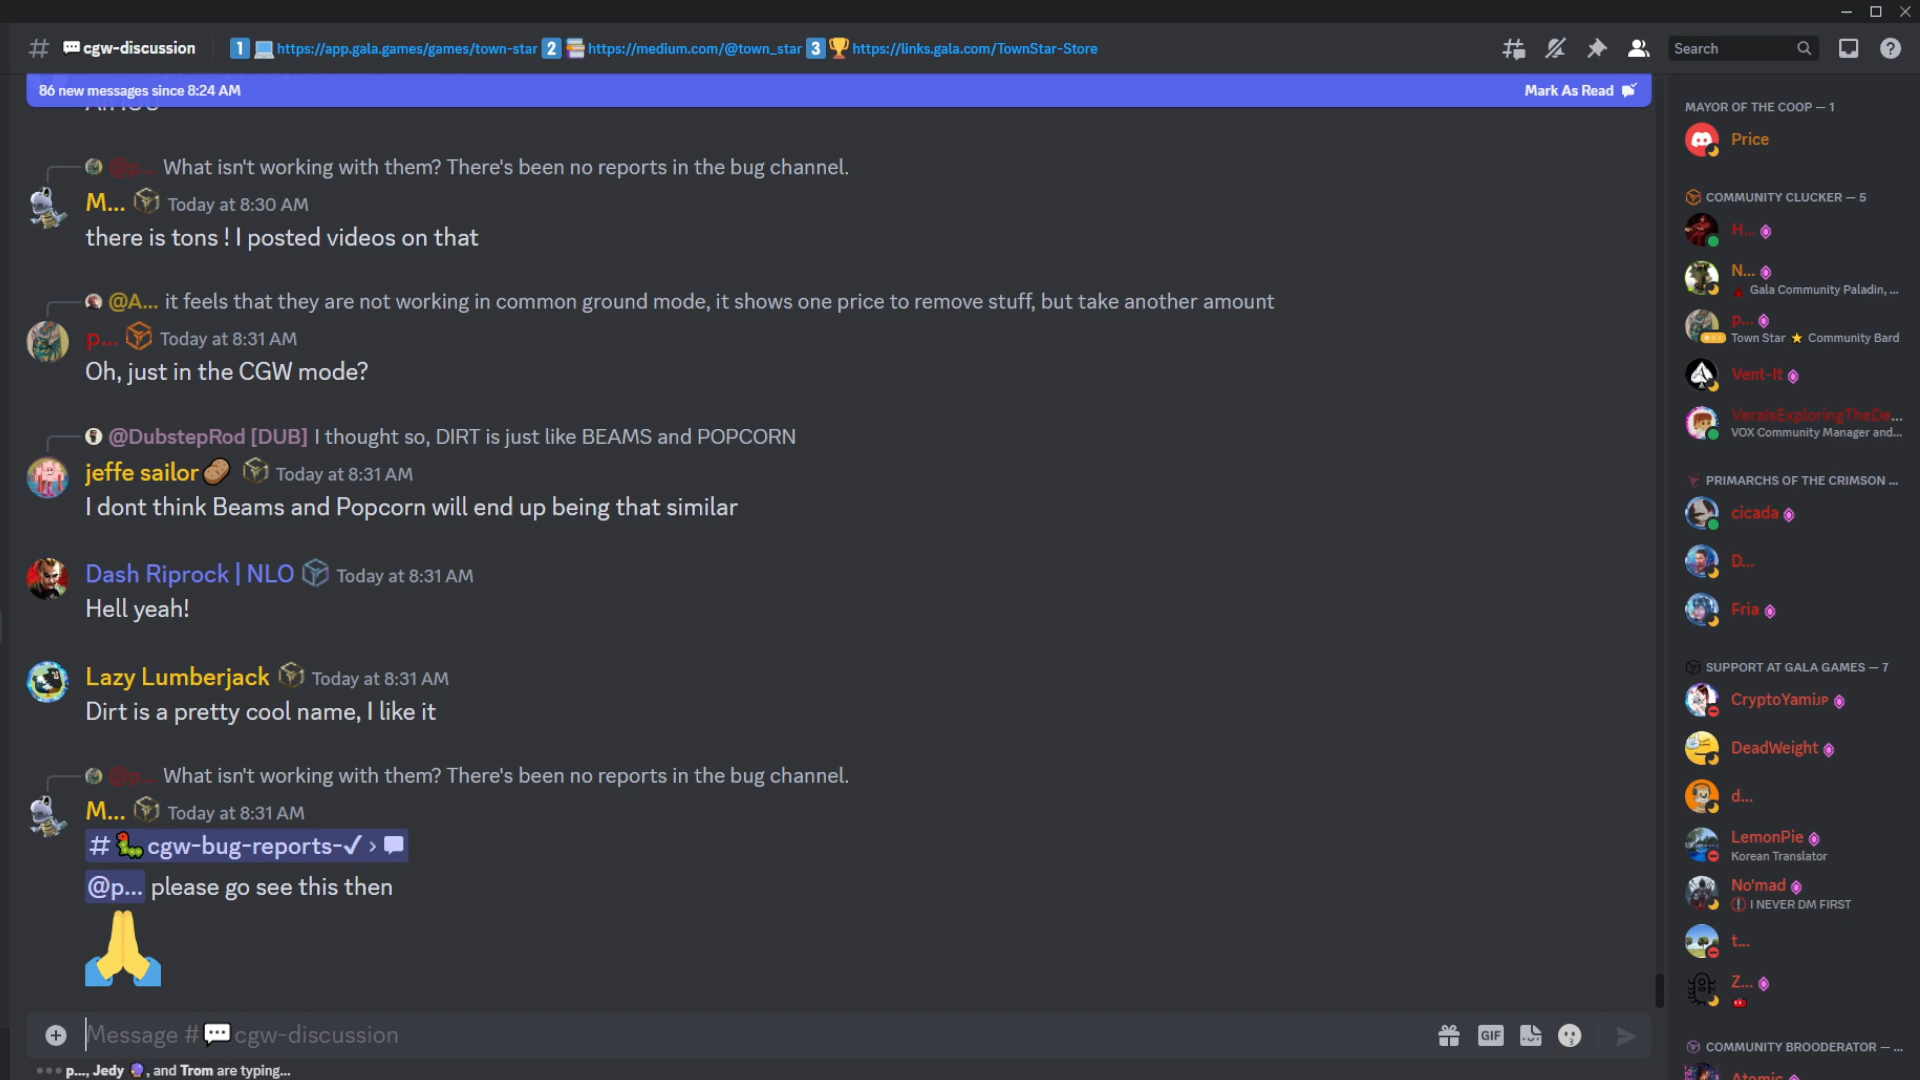 cgw-discussion
1 https://app.gala.games/games/town-star 2 https://medium.com/@town_star 3 https://links.gala.com/TownStar-Store
Search
86 new messages since 8:24 AM
Mark As Read
@p... What isn't working with them? There's been no reports in the bug channel.
M... Today at 8:30 AM
there is tons ! I posted videos on that
@A... it feels that they are not working in common ground mode, it shows one price to remove stuff, but take another amount
p... Today at 8:31 AM
Oh, just in the CGW mode?
@DubstepRod [DUB] I thought so, DIRT is just like BEAMS and POPCORN
jeffe sailor Today at 8:31 AM
I dont think Beams and Popcorn will end up being that similar
Dash Riprock | NLO Today at 8:31 AM
Hell yeah!
Lazy Lumberjack Today at 8:31 AM
Dirt is a pretty cool name, I like it
@p... What isn't working with them? There's been no reports in the bug channel.
M... Today at 8:31 AM
# cgw-bug-reports-✓ ›
@p... please go see this then
Message # cgw-discussion
GIF
p..., Jedy , and Trom are typing...
MAYOR OF THE COOP — 1
Price
COMMUNITY CLUCKER — 5
H...
N...
Gala Community Paladin, ...
p...
Town Star ★ Community Bard
Vent-It
VeraIsExploringTheDe...
VOX Community Manager and...
PRIMARCHS OF THE CRIMSON ...
cicada
D...
Fria
SUPPORT AT GALA GAMES — 7
CryptoYamiJP
DeadWeight
d...
LemonPie
Korean Translator
No'mad
I NEVER DM FIRST
t...
Z...
COMMUNITY BROODERATOR — ...
Atomic